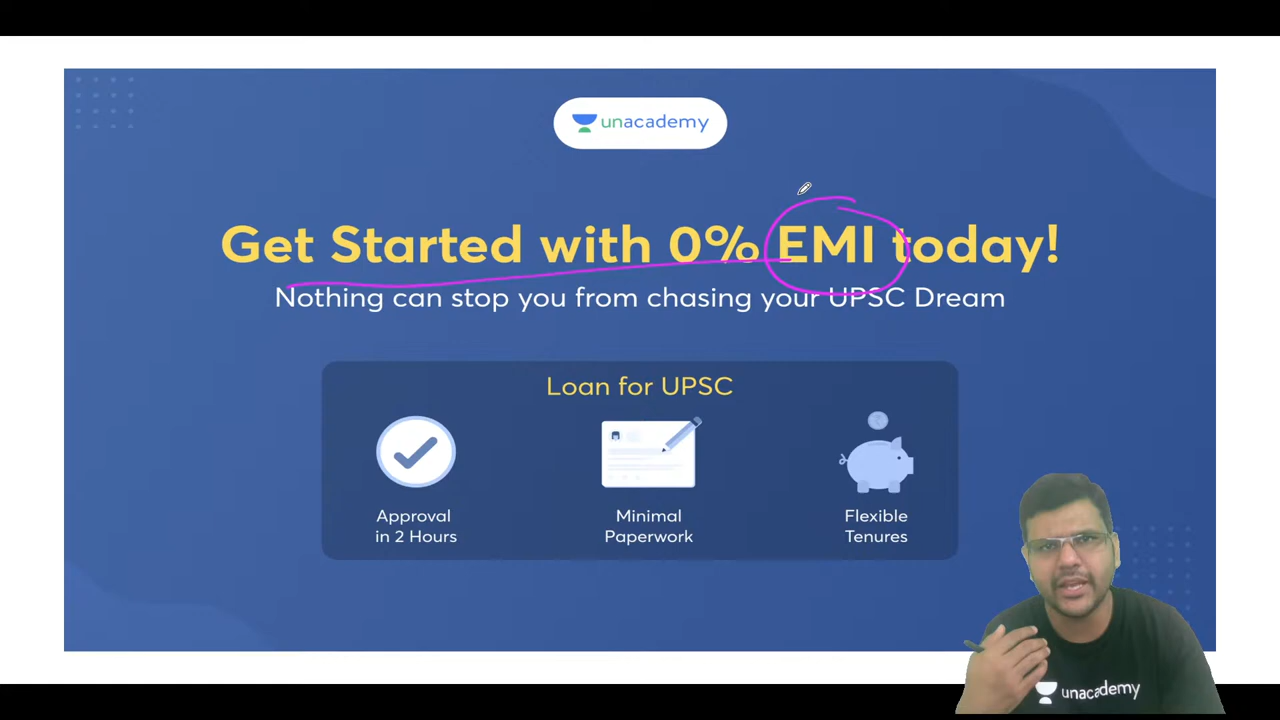 unacademy
Get Started with 0% EMI today!
Nothing can stop you from chasing your UPSC Dream
Loan for UPSC
Approval
in 2 Hours
Minimal
Paperwork
Flexible
Tenures
unacademy